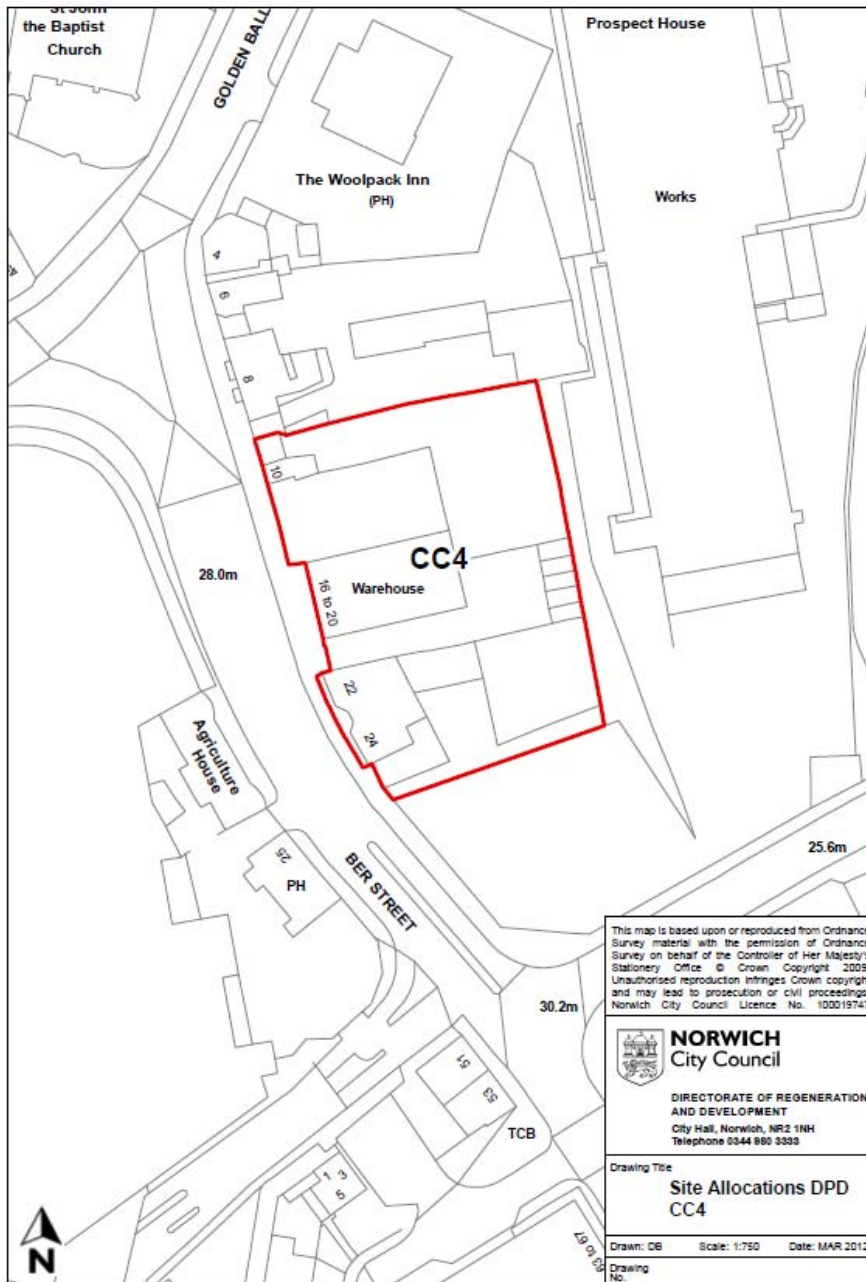 St John
the Baptist
Church
GOLDEN BALL
Prospect House
The Woolpack Inn
(PH)
Works
4
6
8
10
CC4
28.0m
Warehouse
16 to 20
22
24
Agriculture
House
25
PH
BER STREET
25.6m
30.2m
51
53
TCB
1 3
5
63 to 67
N
This map is based upon or reproduced from Ordnance
Survey material with the permission of Ordnance
Survey on behalf of the Controller of Her Majesty's
Stationery Office © Crown Copyright 2009.
Unauthorised reproduction infringes Crown copyright
and may lead to prosecution or civil proceedings.
Norwich City Council Licence No. 100019747
NORWICH
City Council
DIRECTORATE OF REGENERATION
AND DEVELOPMENT
City Hall, Norwich, NR2 1NH
Telephone 0344 980 3333
Drawing Title
Site Allocations DPD
CC4
Drawn: DB Scale: 1:750 Date: MAR 2012
Drawing
No.